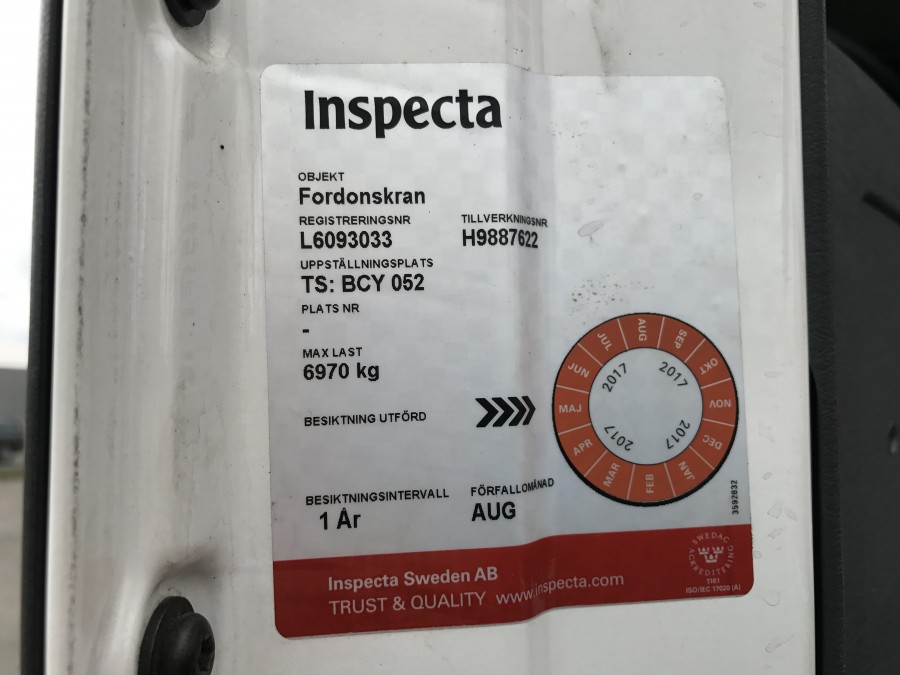 Inspecta
OBJEKT
Fordonskran
REGISTRERINGSNR TILLVERKNINGSNR
L6093033 H9887622
UPPSTÄLLNINGSPLATS
TS: BCY 052
PLATS NR
-
MAX LAST
6970 kg
BESIKTNING UTFÖRD
JAN FEB MAR APR MAJ JUN JUL AUG SEP OKT NOV DEC
2017 2017 2017 2017
BESIKTNINGSINTERVALL FÖRFALLOMÅNAD
1 År AUG
3592832
Inspecta Sweden AB
TRUST & QUALITY www.inspecta.com
SWEDAC ACKREDITERING
1181
ISO/IEC 17020 (A)